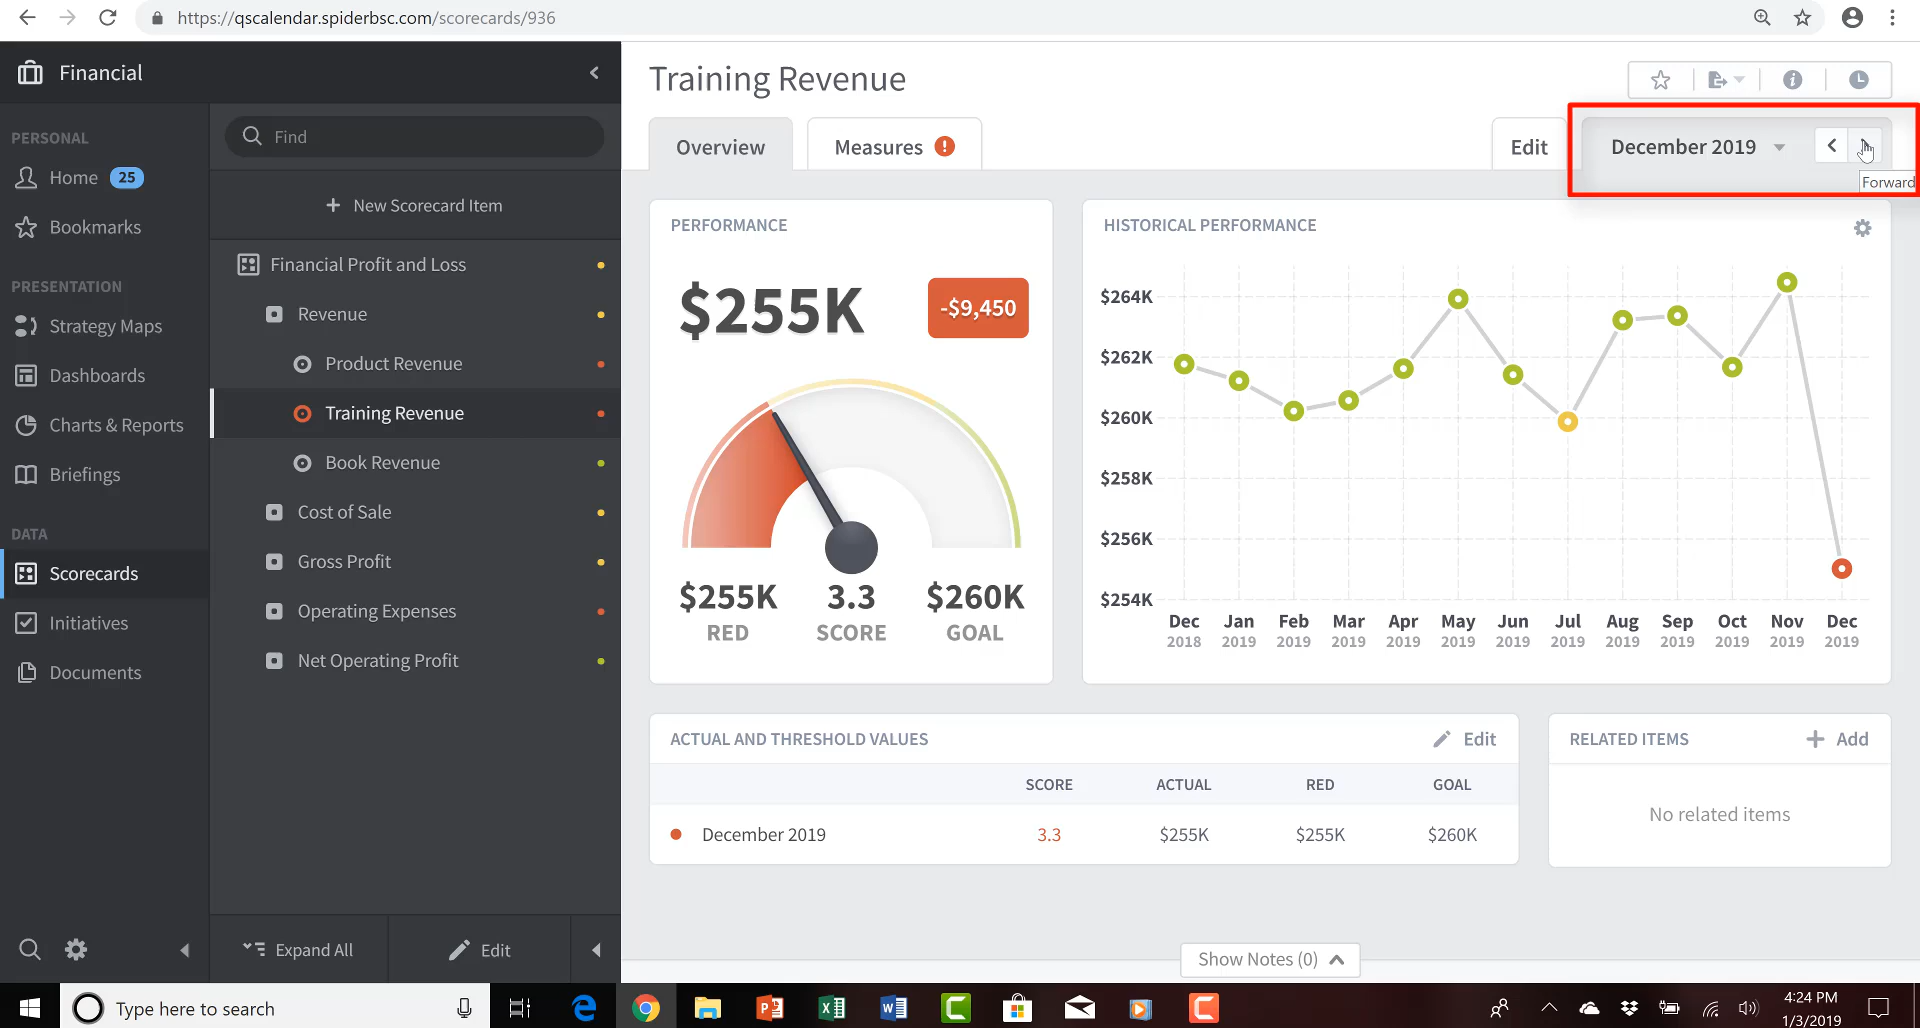 https://qscalendar.spiderbsc.com/scorecards/936
Financial
PERSONAL
Home 25
Bookmarks
PRESENTATION
Strategy Maps
Dashboards
Charts & Reports
Briefings
DATA
Scorecards
Initiatives
Documents
Find
+ New Scorecard Item
Financial Profit and Loss
Revenue
Product Revenue
Training Revenue
Book Revenue
Cost of Sale
Gross Profit
Operating Expenses
Net Operating Profit
Expand All
Edit
Training Revenue
Overview
Measures !
Edit
December 2019
Forward
PERFORMANCE
$255K
-$9,450
$255K 3.3 $260K
RED SCORE GOAL
HISTORICAL PERFORMANCE
$264K
$262K
$260K
$258K
$256K
$254K
Dec Jan Feb Mar Apr May Jun Jul Aug Sep Oct Nov Dec
2018 2019 2019 2019 2019 2019 2019 2019 2019 2019 2019 2019 2019
ACTUAL AND THRESHOLD VALUES Edit
SCORE ACTUAL RED GOAL
December 2019 3.3 $255K $255K $260K
RELATED ITEMS + Add
No related items
Show Notes (0)
Type here to search
4:24 PM
1/3/2019